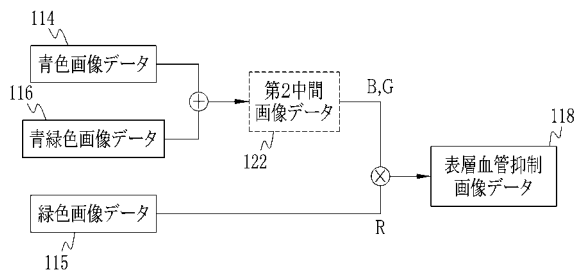 114
青色画像データ
116
青緑色画像データ
第2中間
画像データ
122
B,G
118
表層血管抑制
画像データ
緑色画像データ
115
R